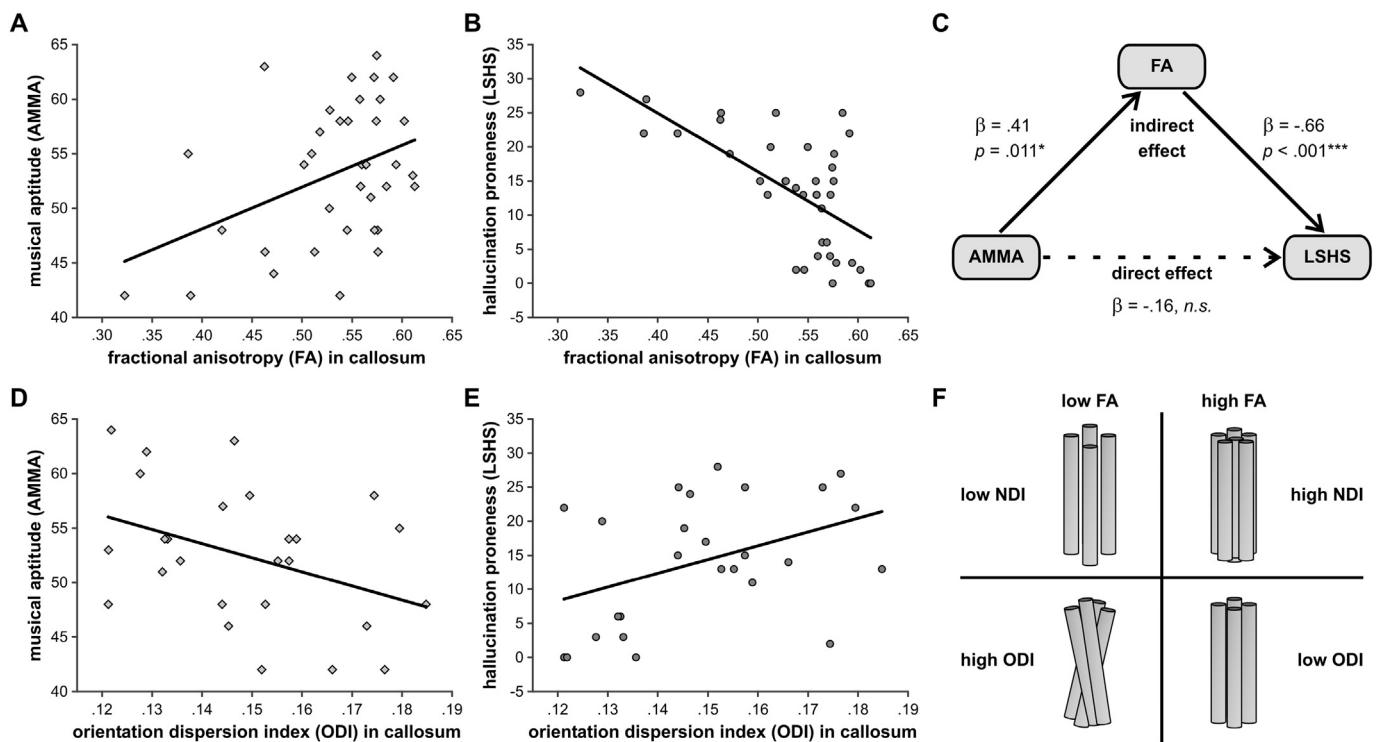 A
musical aptitude (AMMA)
65
60
55
50
45
40
.30 .35 .40 .45 .50 .55 .60 .65
fractional anisotropy (FA) in callosum
B
hallucination proneness (LSHS)
35
30
25
20
15
10
5
0
-5
.30 .35 .40 .45 .50 .55 .60 .65
fractional anisotropy (FA) in callosum
C
FA
β = .41
p = .011*
indirect
effect
β = -.66
p < .001***
AMMA
LSHS
direct effect
β = -.16, n.s.
D
musical aptitude (AMMA)
65
60
55
50
45
40
.12 .13 .14 .15 .16 .17 .18 .19
orientation dispersion index (ODI) in callosum
E
hallucination proneness (LSHS)
35
30
25
20
15
10
5
0
-5
.12 .13 .14 .15 .16 .17 .18 .19
orientation dispersion index (ODI) in callosum
F
low FA
high FA
low NDI
high NDI
high ODI
low ODI